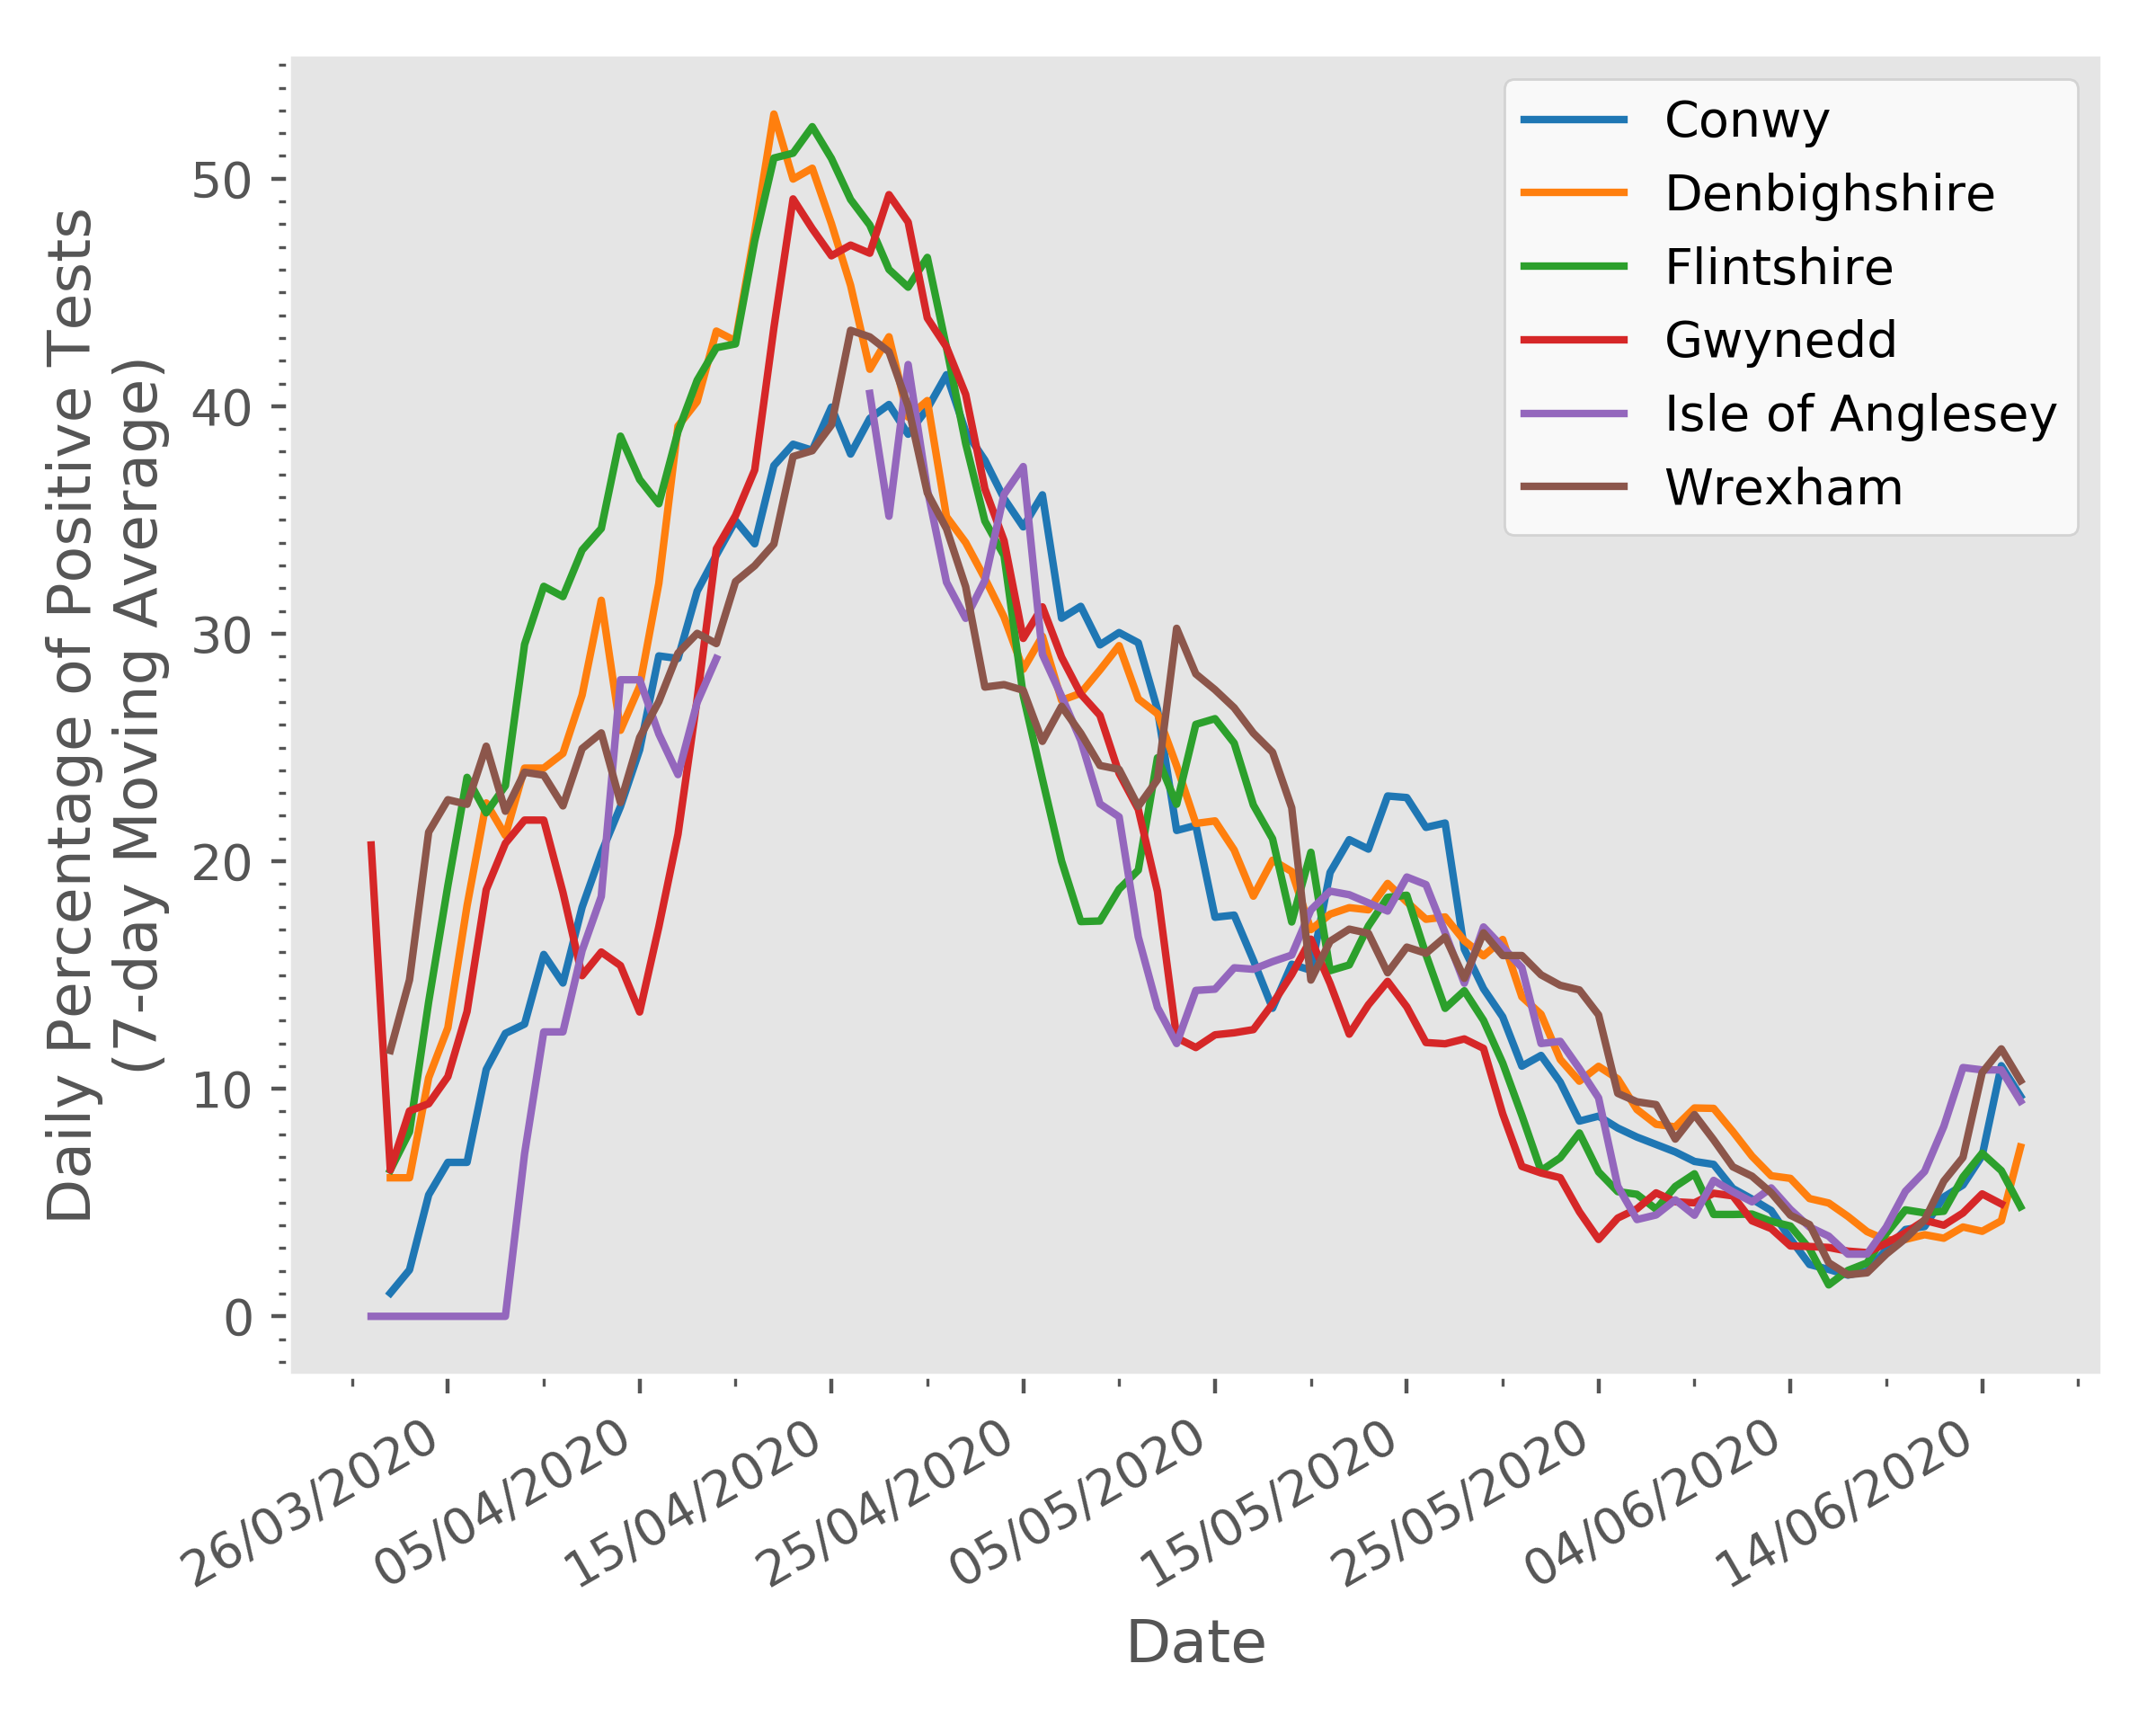 Daily Percentage of Positive Tests
(7-day Moving Average)
50
40
30
20
10
0
Conwy
Denbighshire
Flintshire
Gwynedd
Isle of Anglesey
Wrexham
26/03/2020
05/04/2020
15/04/2020
25/04/2020
05/05/2020
15/05/2020
25/05/2020
04/06/2020
14/06/2020
Date